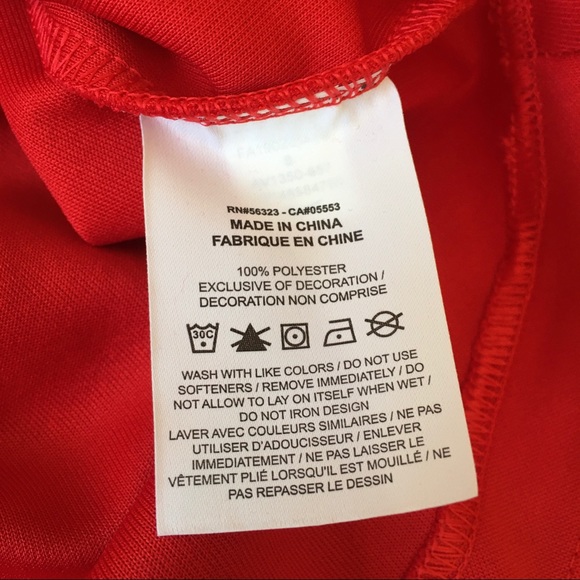 RN#56323 - CA#05553
MADE IN CHINA
FABRIQUE EN CHINE
100% POLYESTER
EXCLUSIVE OF DECORATION /
DECORATION NON COMPRISE
30C
WASH WITH LIKE COLORS / DO NOT USE
SOFTENERS / REMOVE IMMEDIATELY / DO
NOT ALLOW TO LAY ON ITSELF WHEN WET /
DO NOT IRON DESIGN
LAVER AVEC COULEURS SIMILAIRES / NE PAS
UTILISER D'ADOUCISSEUR / ENLEVER
IMMEDIATEMENT / NE PAS LAISSER CE
VÊTEMENT PLIÉ LORSQU'IL EST MOUILLÉ / NE
PAS REPASSER LE DESSIN